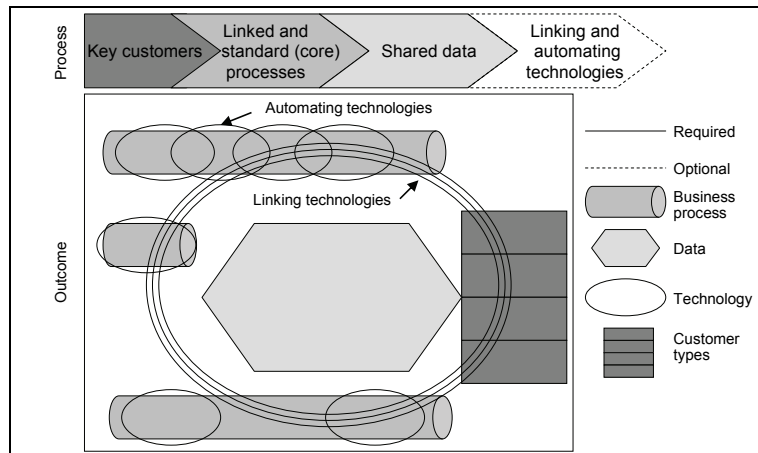 Process
Key customers
Linked and
standard (core)
processes
Shared data
Linking and
automating
technologies
Outcome
Automating technologies
Linking technologies
Required
Optional
Business
process
Data
Technology
Customer
types